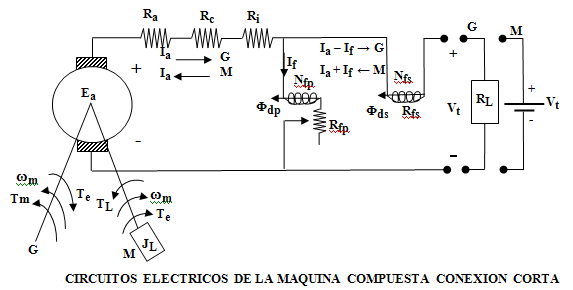 Ra Rc Ri
Ia G
Ia M
If
Ia – If → G
Ia + If ← M
G M
+ + +
Ea
Nfp
Φdp
Rfp
Nfs
Φds Rfs
Vt RL Vt
- - -
ωm
Tm
Te
TL
ωm
Te
G
M JL
CIRCUITOS ELECTRICOS DE LA MAQUINA COMPUESTA CONEXION CORTA